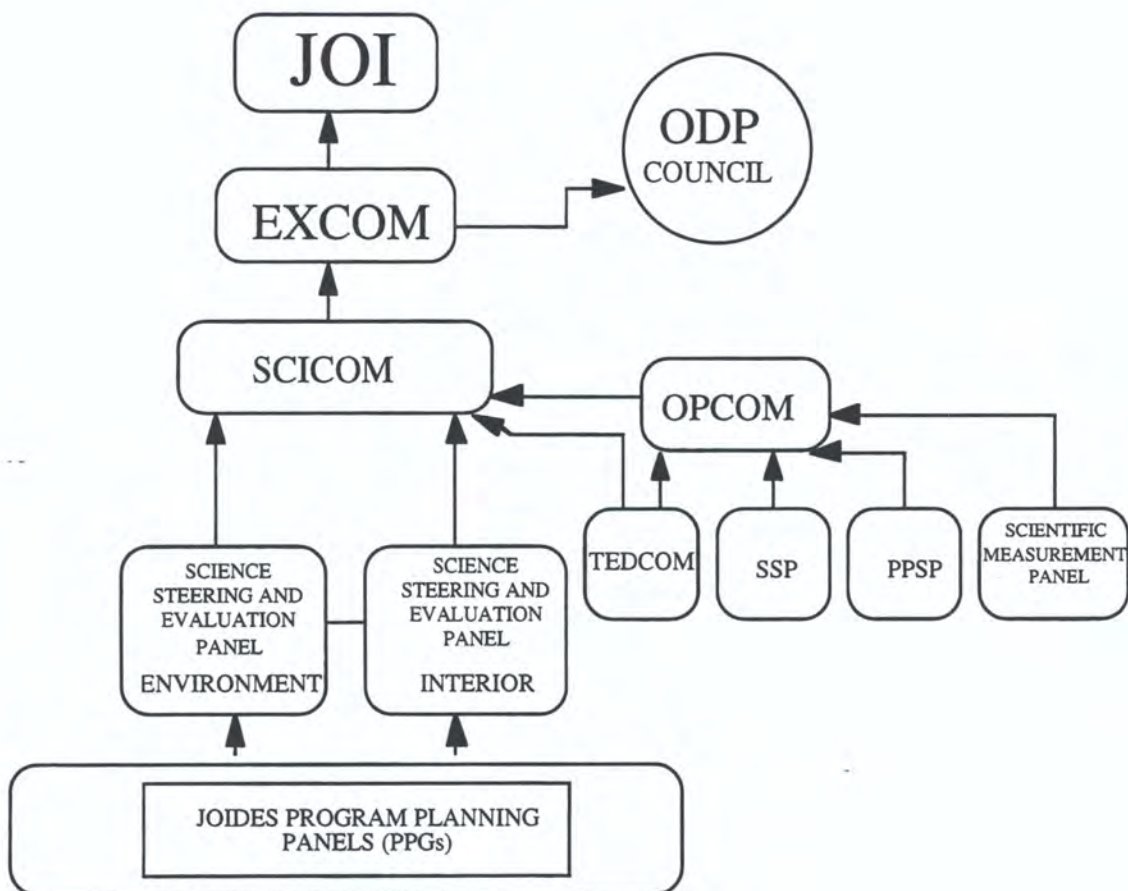 JOI
ODP
COUNCIL
EXCOM
SCICOM
OPCOM
TEDCOM
SSP
PPSP
SCIENTIFIC
MEASUREMENT
PANEL
SCIENCE
STEERING AND
EVALUATION
PANEL
ENVIRONMENT
SCIENCE
STEERING AND
EVALUATION
PANEL
INTERIOR
JOIDES PROGRAM PLANNING
PANELS (PPGs)